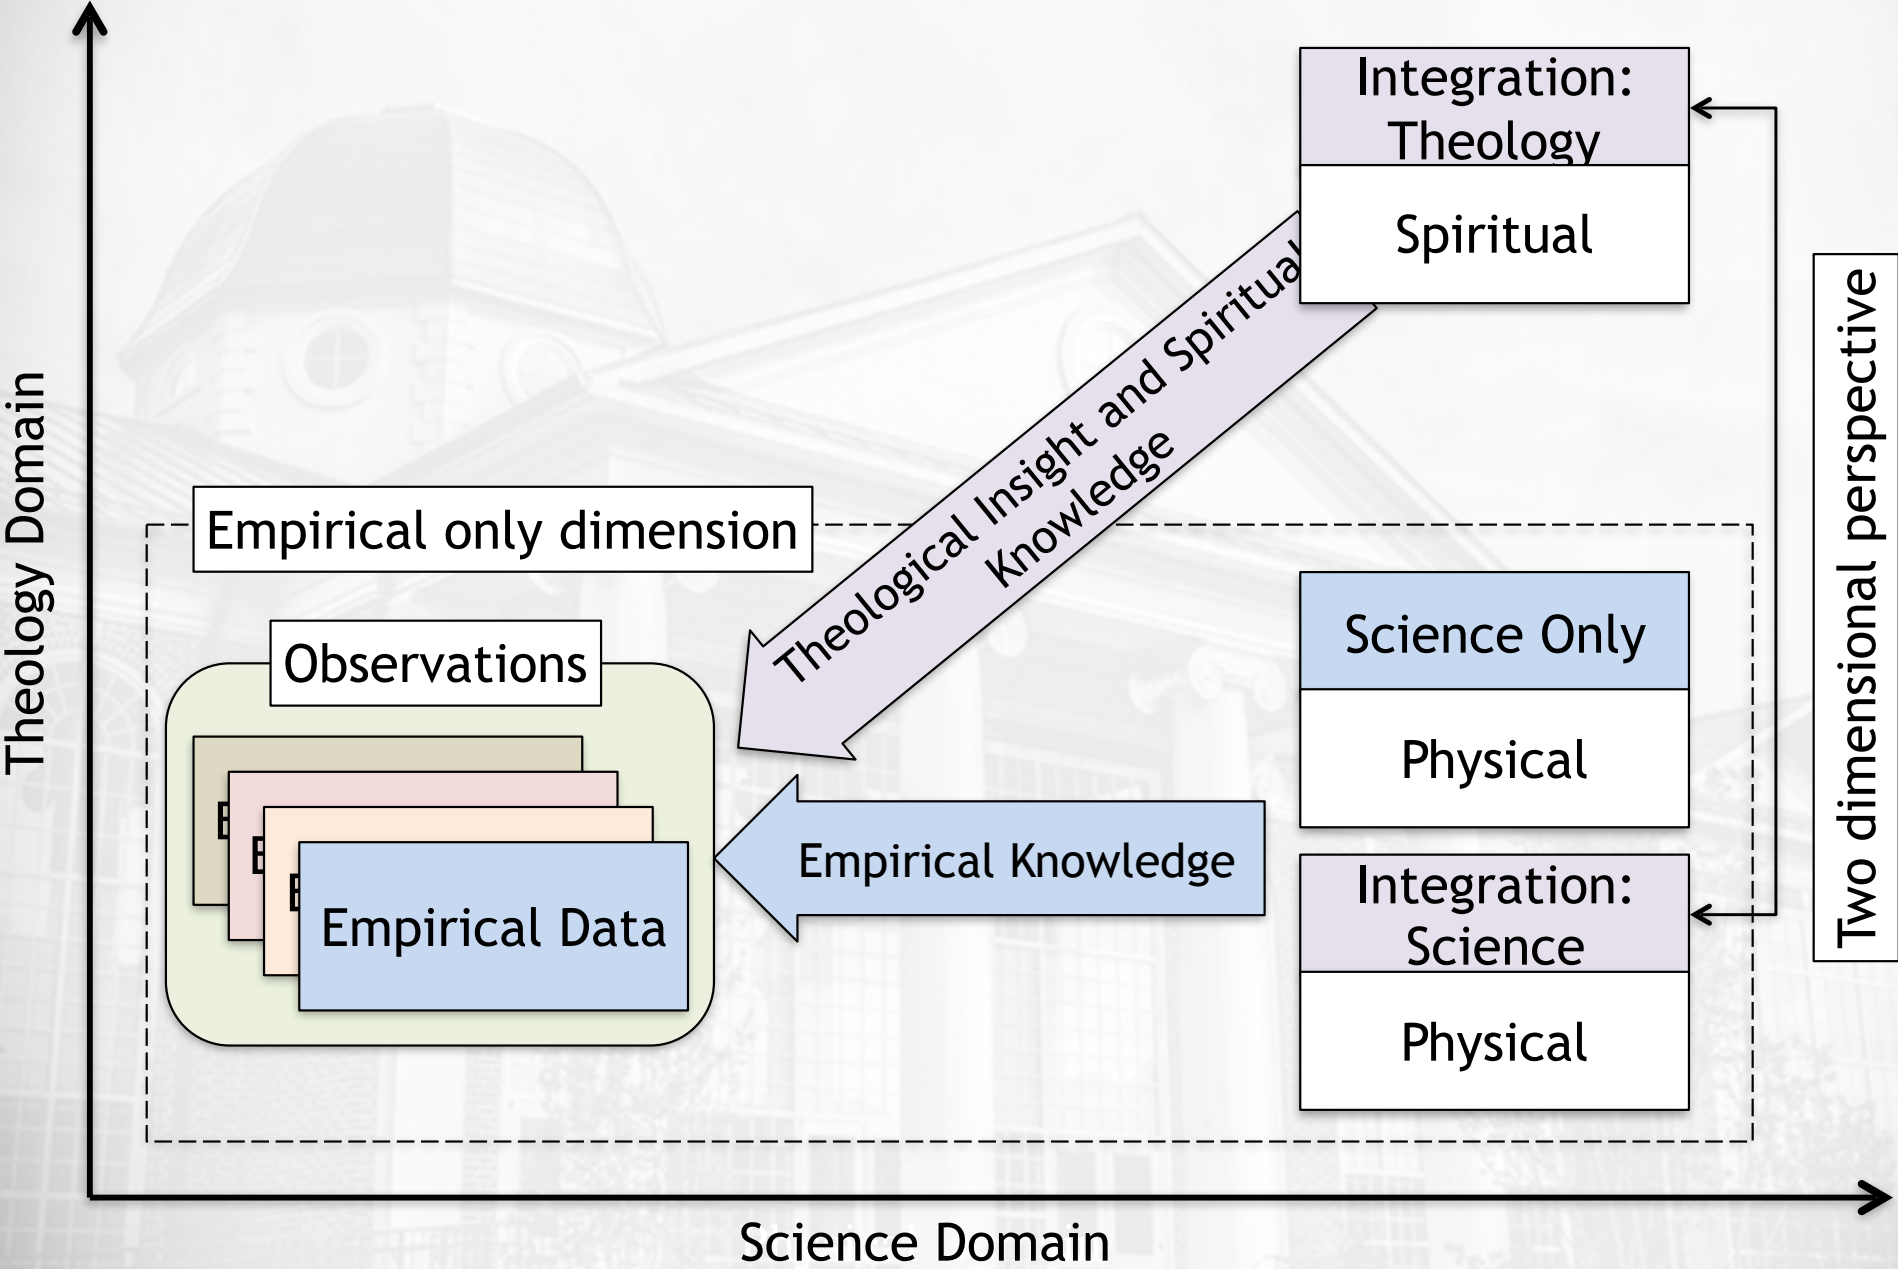 Integration:
Theology
Spiritual
Theological Insight and Spiritual
Knowledge
Two dimensional perspective
Theology Domain
Empirical only dimension
Observations
Science Only
Physical
E
E
E
Empirical Data
Empirical Knowledge
Integration:
Science
Physical
Science Domain